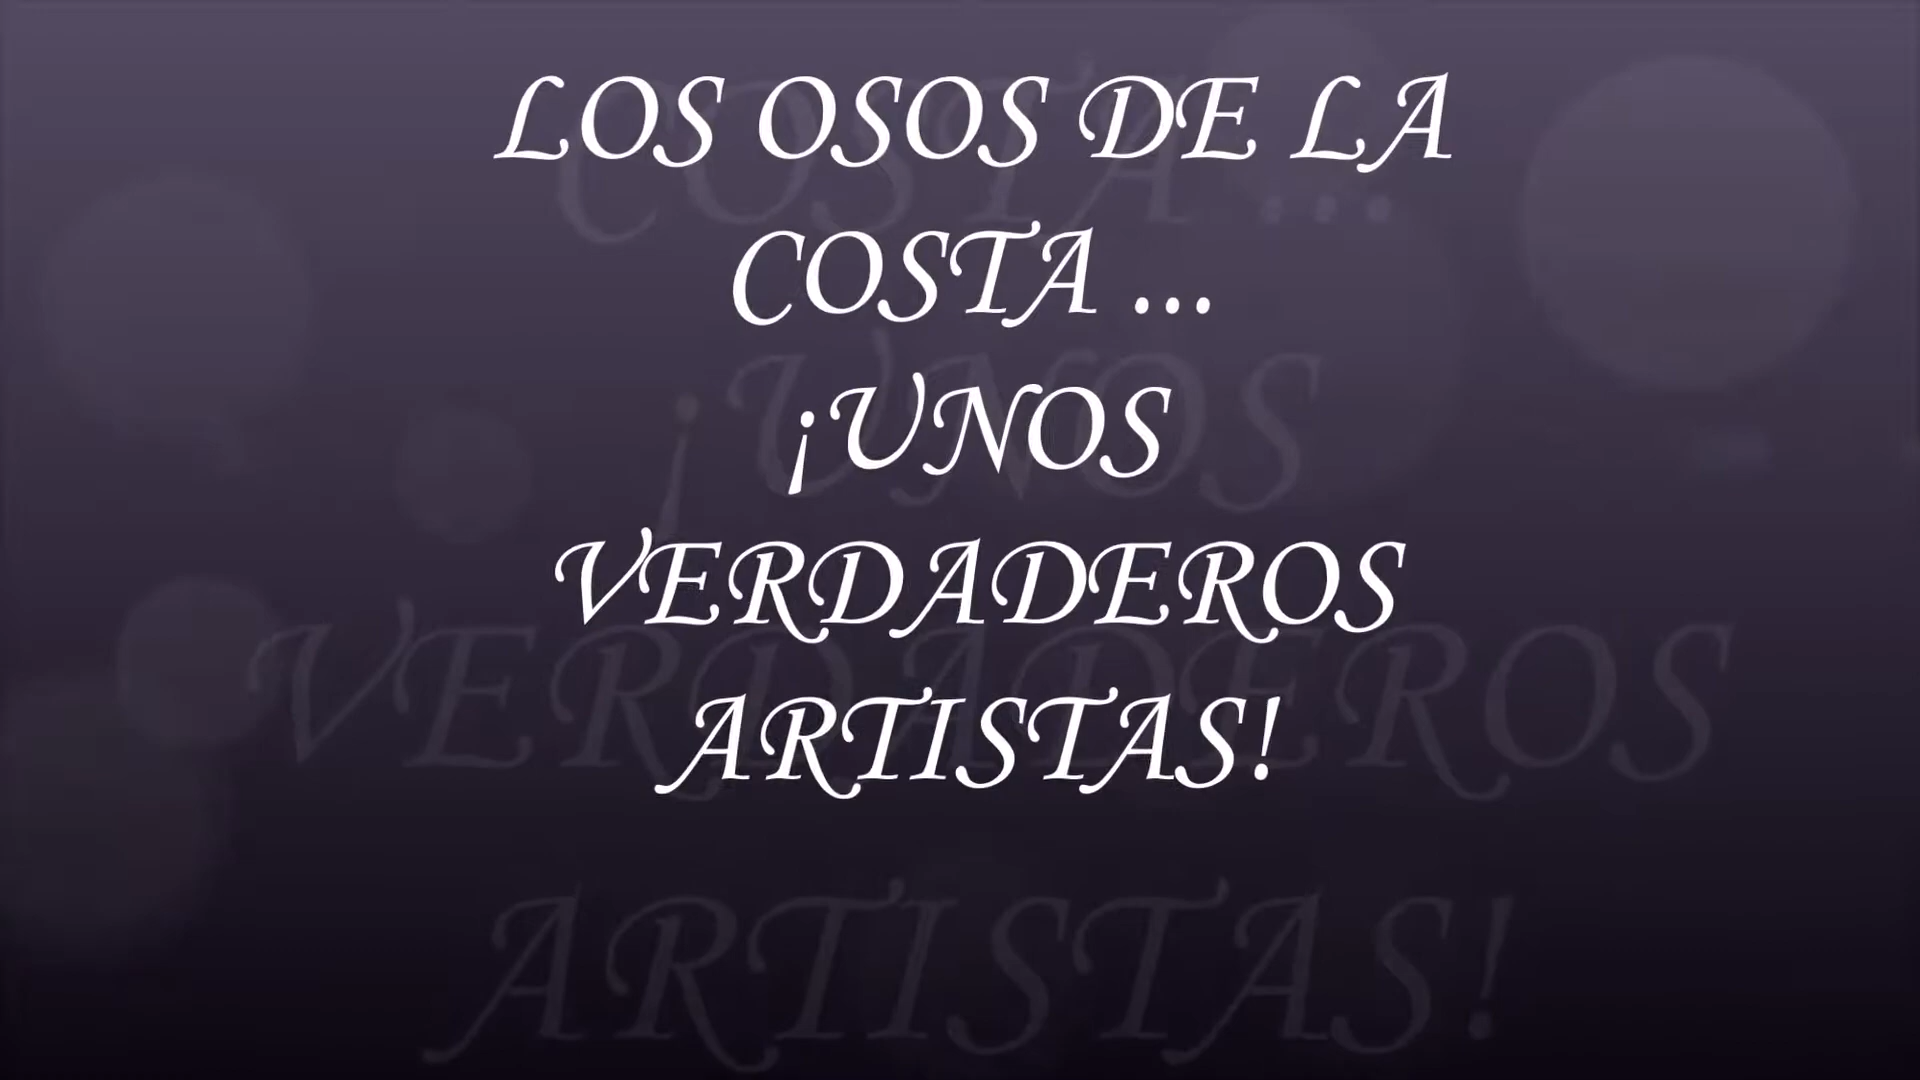 LOS OSOS DE LA
COSTA ...
¡UNOS
VERDADEROS
ARTISTAS!